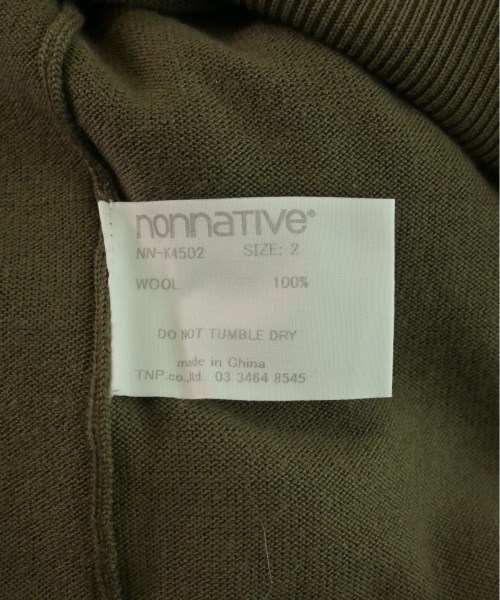 nonnative®
NN-K4502 SIZE: 2
WOOL 100%
DO NOT TUMBLE DRY
made in China
TNP.co.,ltd. 03 3464 8545